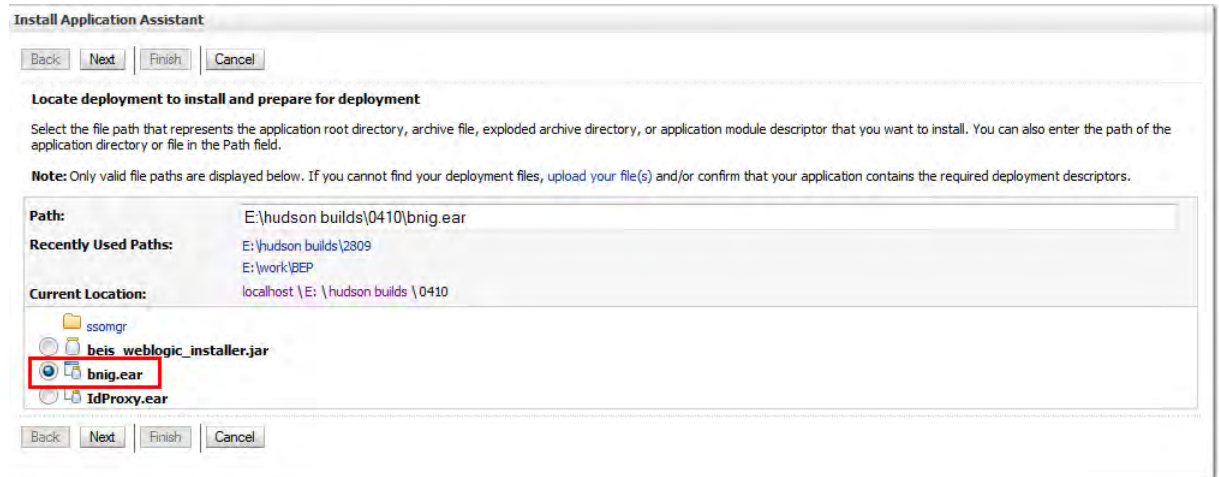 Install Application Assistant
Back Next Finish Cancel
Locate deployment to install and prepare for deployment
Select the file path that represents the application root directory, archive file, exploded archive directory, or application module descriptor that you want to install. You can also enter the path of the
application directory or file in the Path field.
Note: Only valid file paths are displayed below. If you cannot find your deployment files, upload your file(s) and/or confirm that your application contains the required deployment descriptors.
Path: E:\hudson builds\0410\bnig.ear
Recently Used Paths: E:\hudson builds\2809
E:\work\BEP
Current Location: localhost \ E: \ hudson builds \ 0410
ssomgr
beis_weblogic_installer.jar
bnig.ear
IdProxy.ear
Back Next Finish Cancel